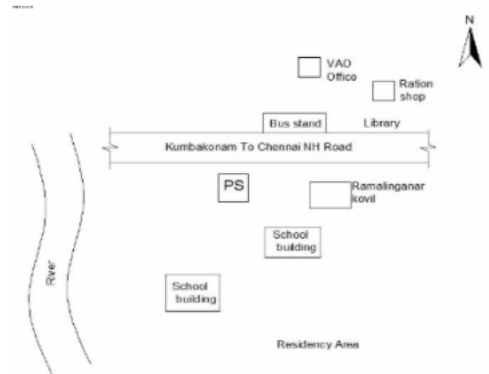 N
VAO
Office
Ration
shop
Bus stand
Library
Kumbakonam To Chennai NH Road
PS
Ramalinganar
kovil
School
building
River
School
building
Residency Area